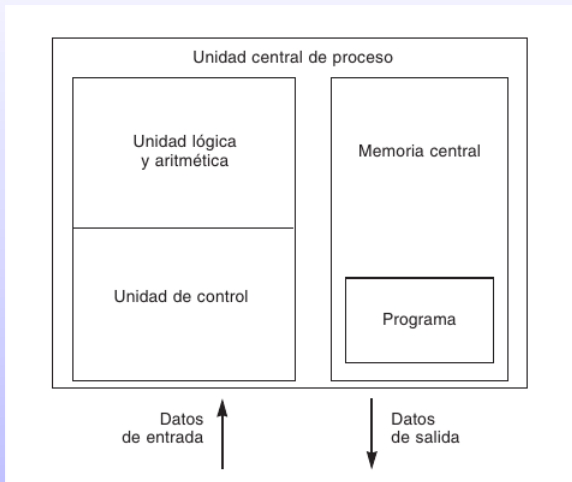 Unidad central de proceso
Unidad lógica
y aritmética
Memoria central
Unidad de control
Programa
Datos
de entrada
Datos
de salida